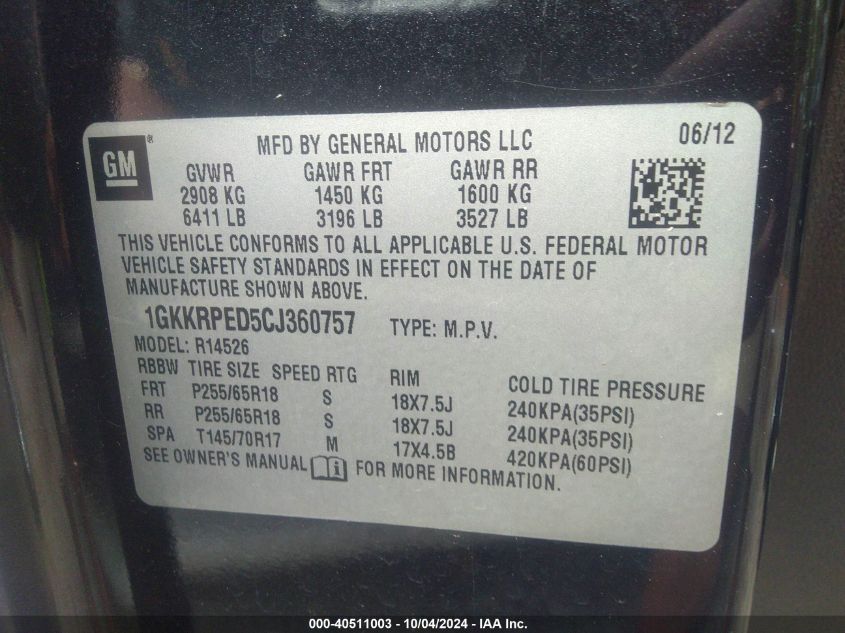 GM®
MFD BY GENERAL MOTORS LLC 06/12
GVWR GAWR FRT GAWR RR
2908 KG 1450 KG 1600 KG
6411 LB 3196 LB 3527 LB
THIS VEHICLE CONFORMS TO ALL APPLICABLE U.S. FEDERAL MOTOR
VEHICLE SAFETY STANDARDS IN EFFECT ON THE DATE OF
MANUFACTURE SHOWN ABOVE.
1GKKRPED5CJ360757 TYPE: M.P.V.
MODEL: R14526
RBBW TIRE SIZE SPEED RTG RIM COLD TIRE PRESSURE
FRT P255/65R18 S 18X7.5J 240KPA(35PSI)
RR P255/65R18 S 18X7.5J 240KPA(35PSI)
SPA T145/70R17 M 17X4.5B 420KPA(60PSI)
SEE OWNER'S MANUAL i FOR MORE INFORMATION.
000-40511003 - 10/04/2024 - IAA Inc.